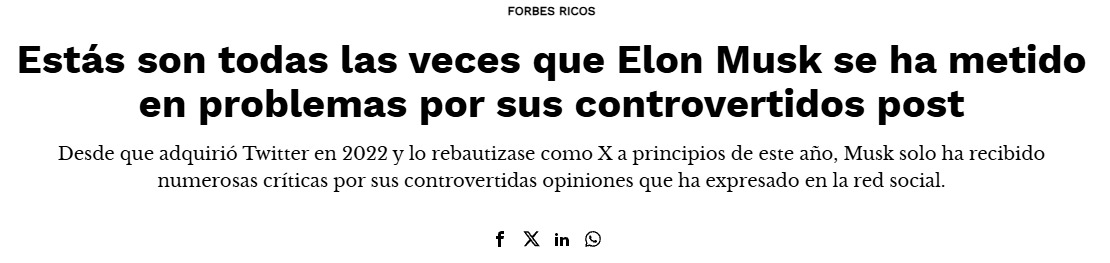 FORBES RICOS
Estás son todas las veces que Elon Musk se ha metido
en problemas por sus controvertidos post
Desde que adquirió Twitter en 2022 y lo rebautizase como X a principios de este año, Musk solo ha recibido
numerosas críticas por sus controvertidas opiniones que ha expresado en la red social.